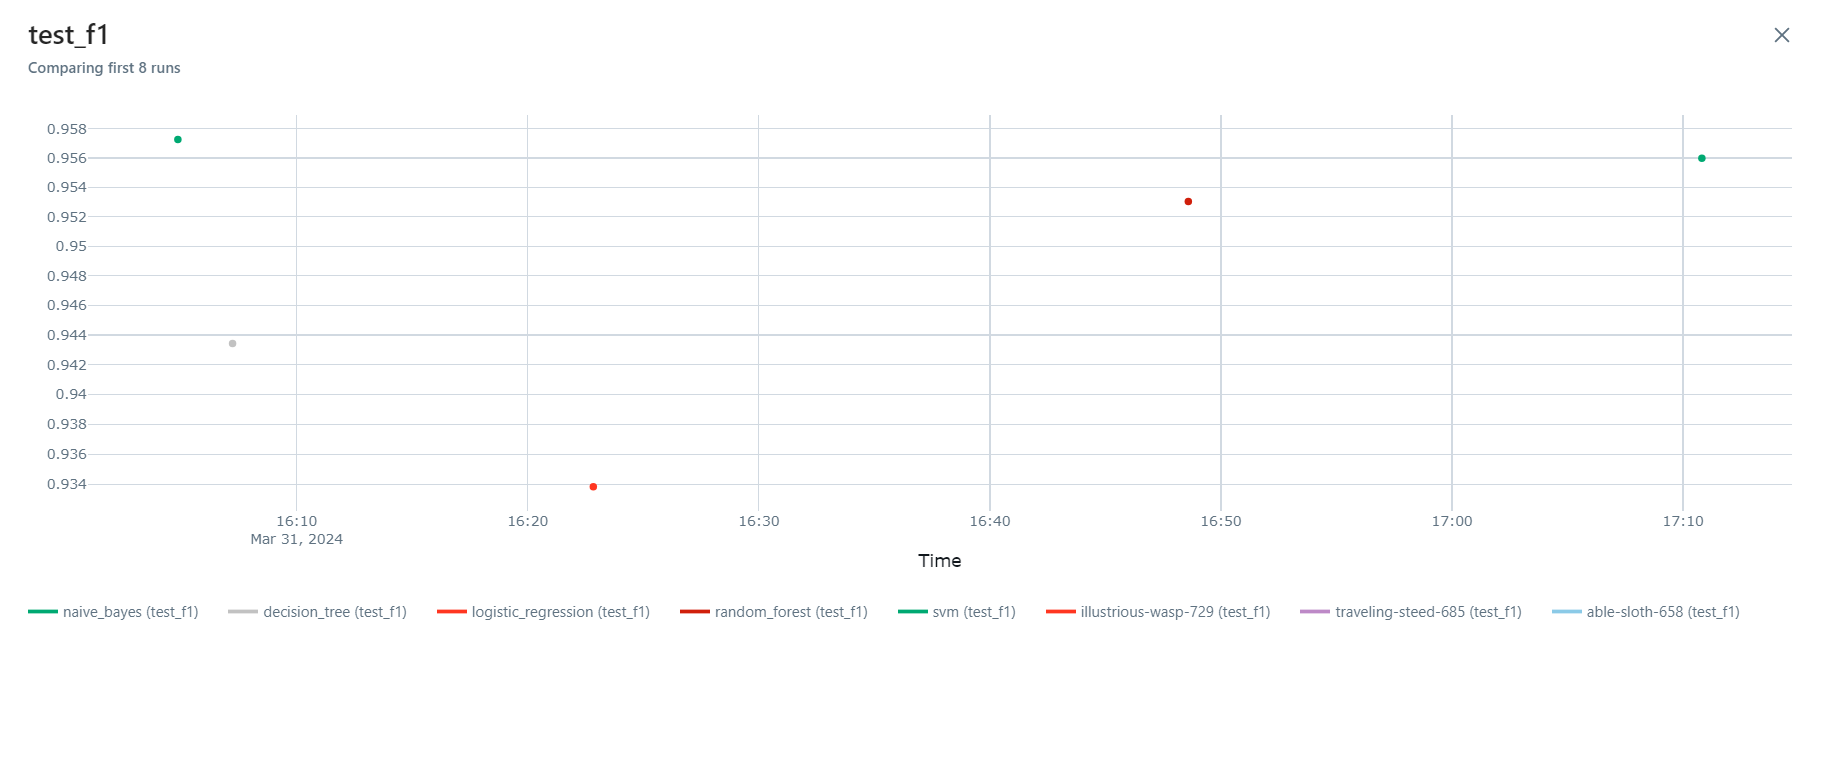 test_f1
Comparing first 8 runs
0.958
0.956
0.954
0.952
0.95
0.948
0.946
0.944
0.942
0.94
0.938
0.936
0.934
16:10 16:20 16:30 16:40 16:50 17:00 17:10
Mar 31, 2024
Time
naive_bayes (test_f1) decision_tree (test_f1) logistic_regression (test_f1) random_forest (test_f1) svm (test_f1) illustrious-wasp-729 (test_f1) traveling-steed-685 (test_f1) able-sloth-658 (test_f1)